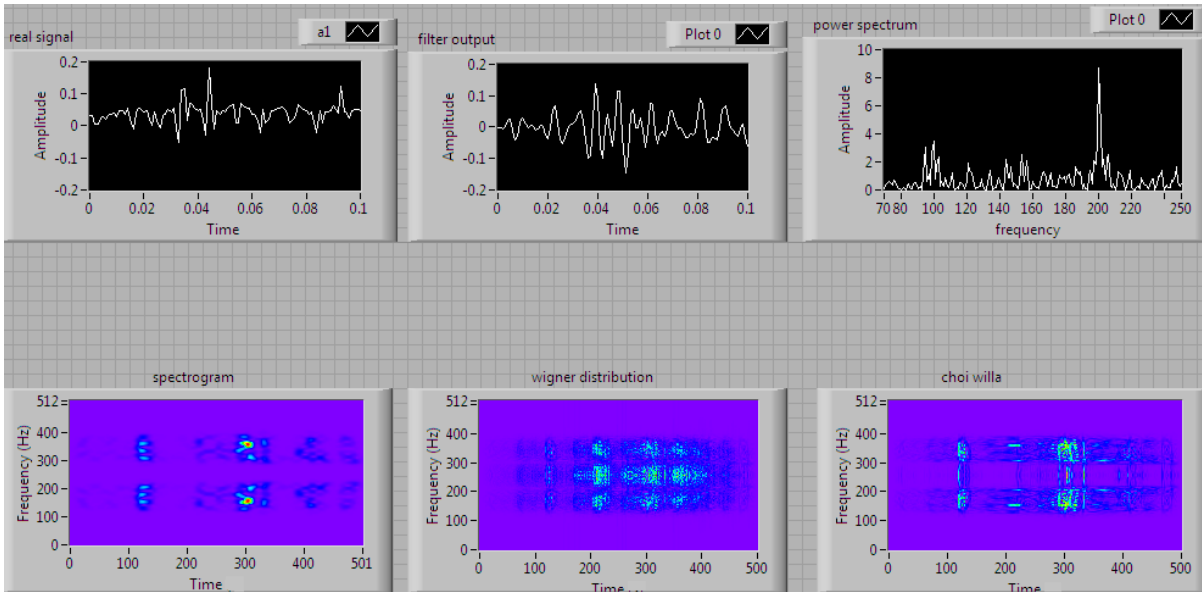 real signal
a1
Amplitude
0.2
0.1
0
-0.1
-0.2
0 0.02 0.04 0.06 0.08 0.1
Time
filter output
Plot 0
Amplitude
0.2
0.1
0
-0.1
-0.2
0 0.02 0.04 0.06 0.08 0.1
Time
power spectrum
Plot 0
Amplitude
10
8
6
4
2
0
70 80 100 120 140 160 180 200 220 250
frequency
spectrogram
Frequency (Hz)
512
400
300
200
100
0
0 100 200 300 400 501
Time
wigner distribution
Frequency (Hz)
512
400
300
200
100
0
0 100 200 300 400 500
Time
choi willa
Frequency (Hz)
512
400
300
200
100
0
0 100 200 300 400 500
Time